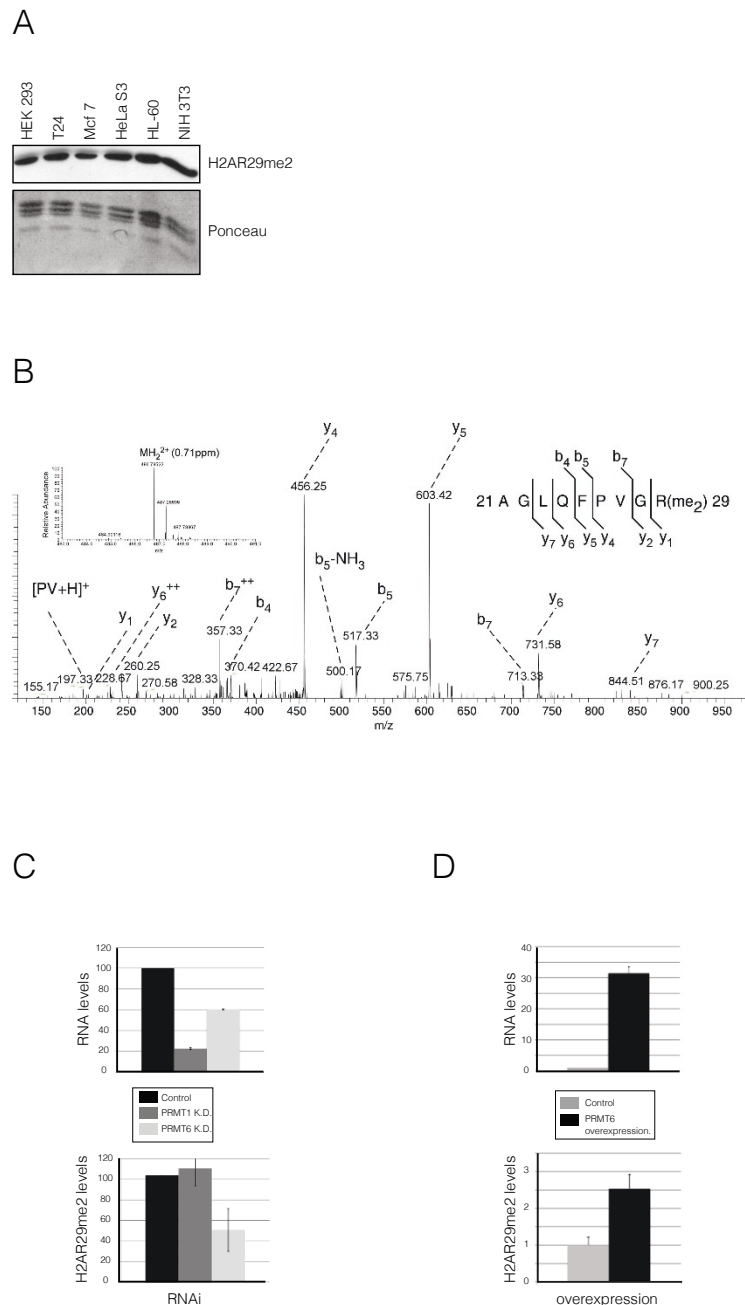 A
HEK 293
T24
Mcf 7
HeLa S3
HL-60
NIH 3T3
H2AR29me2
Ponceau
B
MH₂²⁺ (0.71ppm)
Relative Abundance
m/z
y₄
y₅
456.25
603.42
b₄ b₅ b₇
21 A G L Q F P V G R(me₂) 29
y₇ y₆ y₅ y₄ y₂ y₁
[PV+H]⁺
y₁
y₆⁺⁺
y₂
b₇⁺⁺
b₄
b₅-NH₃
b₅
b₇
y₆
y₇
155.17
197.33
228.67
260.25
270.58
328.33
357.33
370.42
422.67
500.17
517.33
575.75
713.33
731.58
844.51
876.17
900.25
150 200 250 300 350 400 450 500 550 600 650 700 750 800 850 900 950
m/z
C
RNA levels
120
100
80
60
40
20
0
Control
PRMT1 K.D.
PRMT6 K.D.
H2AR29me2 levels
120
100
80
60
40
20
0
RNAi
D
RNA levels
40
30
20
10
0
Control
PRMT6
overexpression.
H2AR29me2 levels
3
2
1
0
overexpression